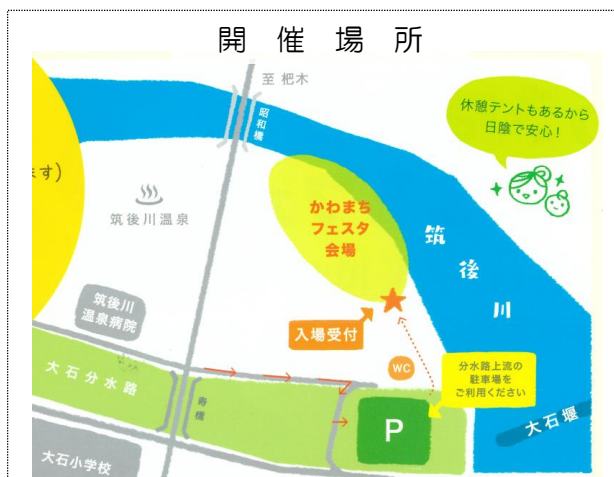 開催場所
至 杷木
昭和橋
休憩テントもあるから
日陰で安心！
ます)
筑後川温泉
かわまち
フェスタ
会場
筑後川
筑後川
温泉病院
入場受付
WC
分水路上流の
駐車場を
ご利用ください
大石分水路
寿橋
P
大石堰
大石小学校